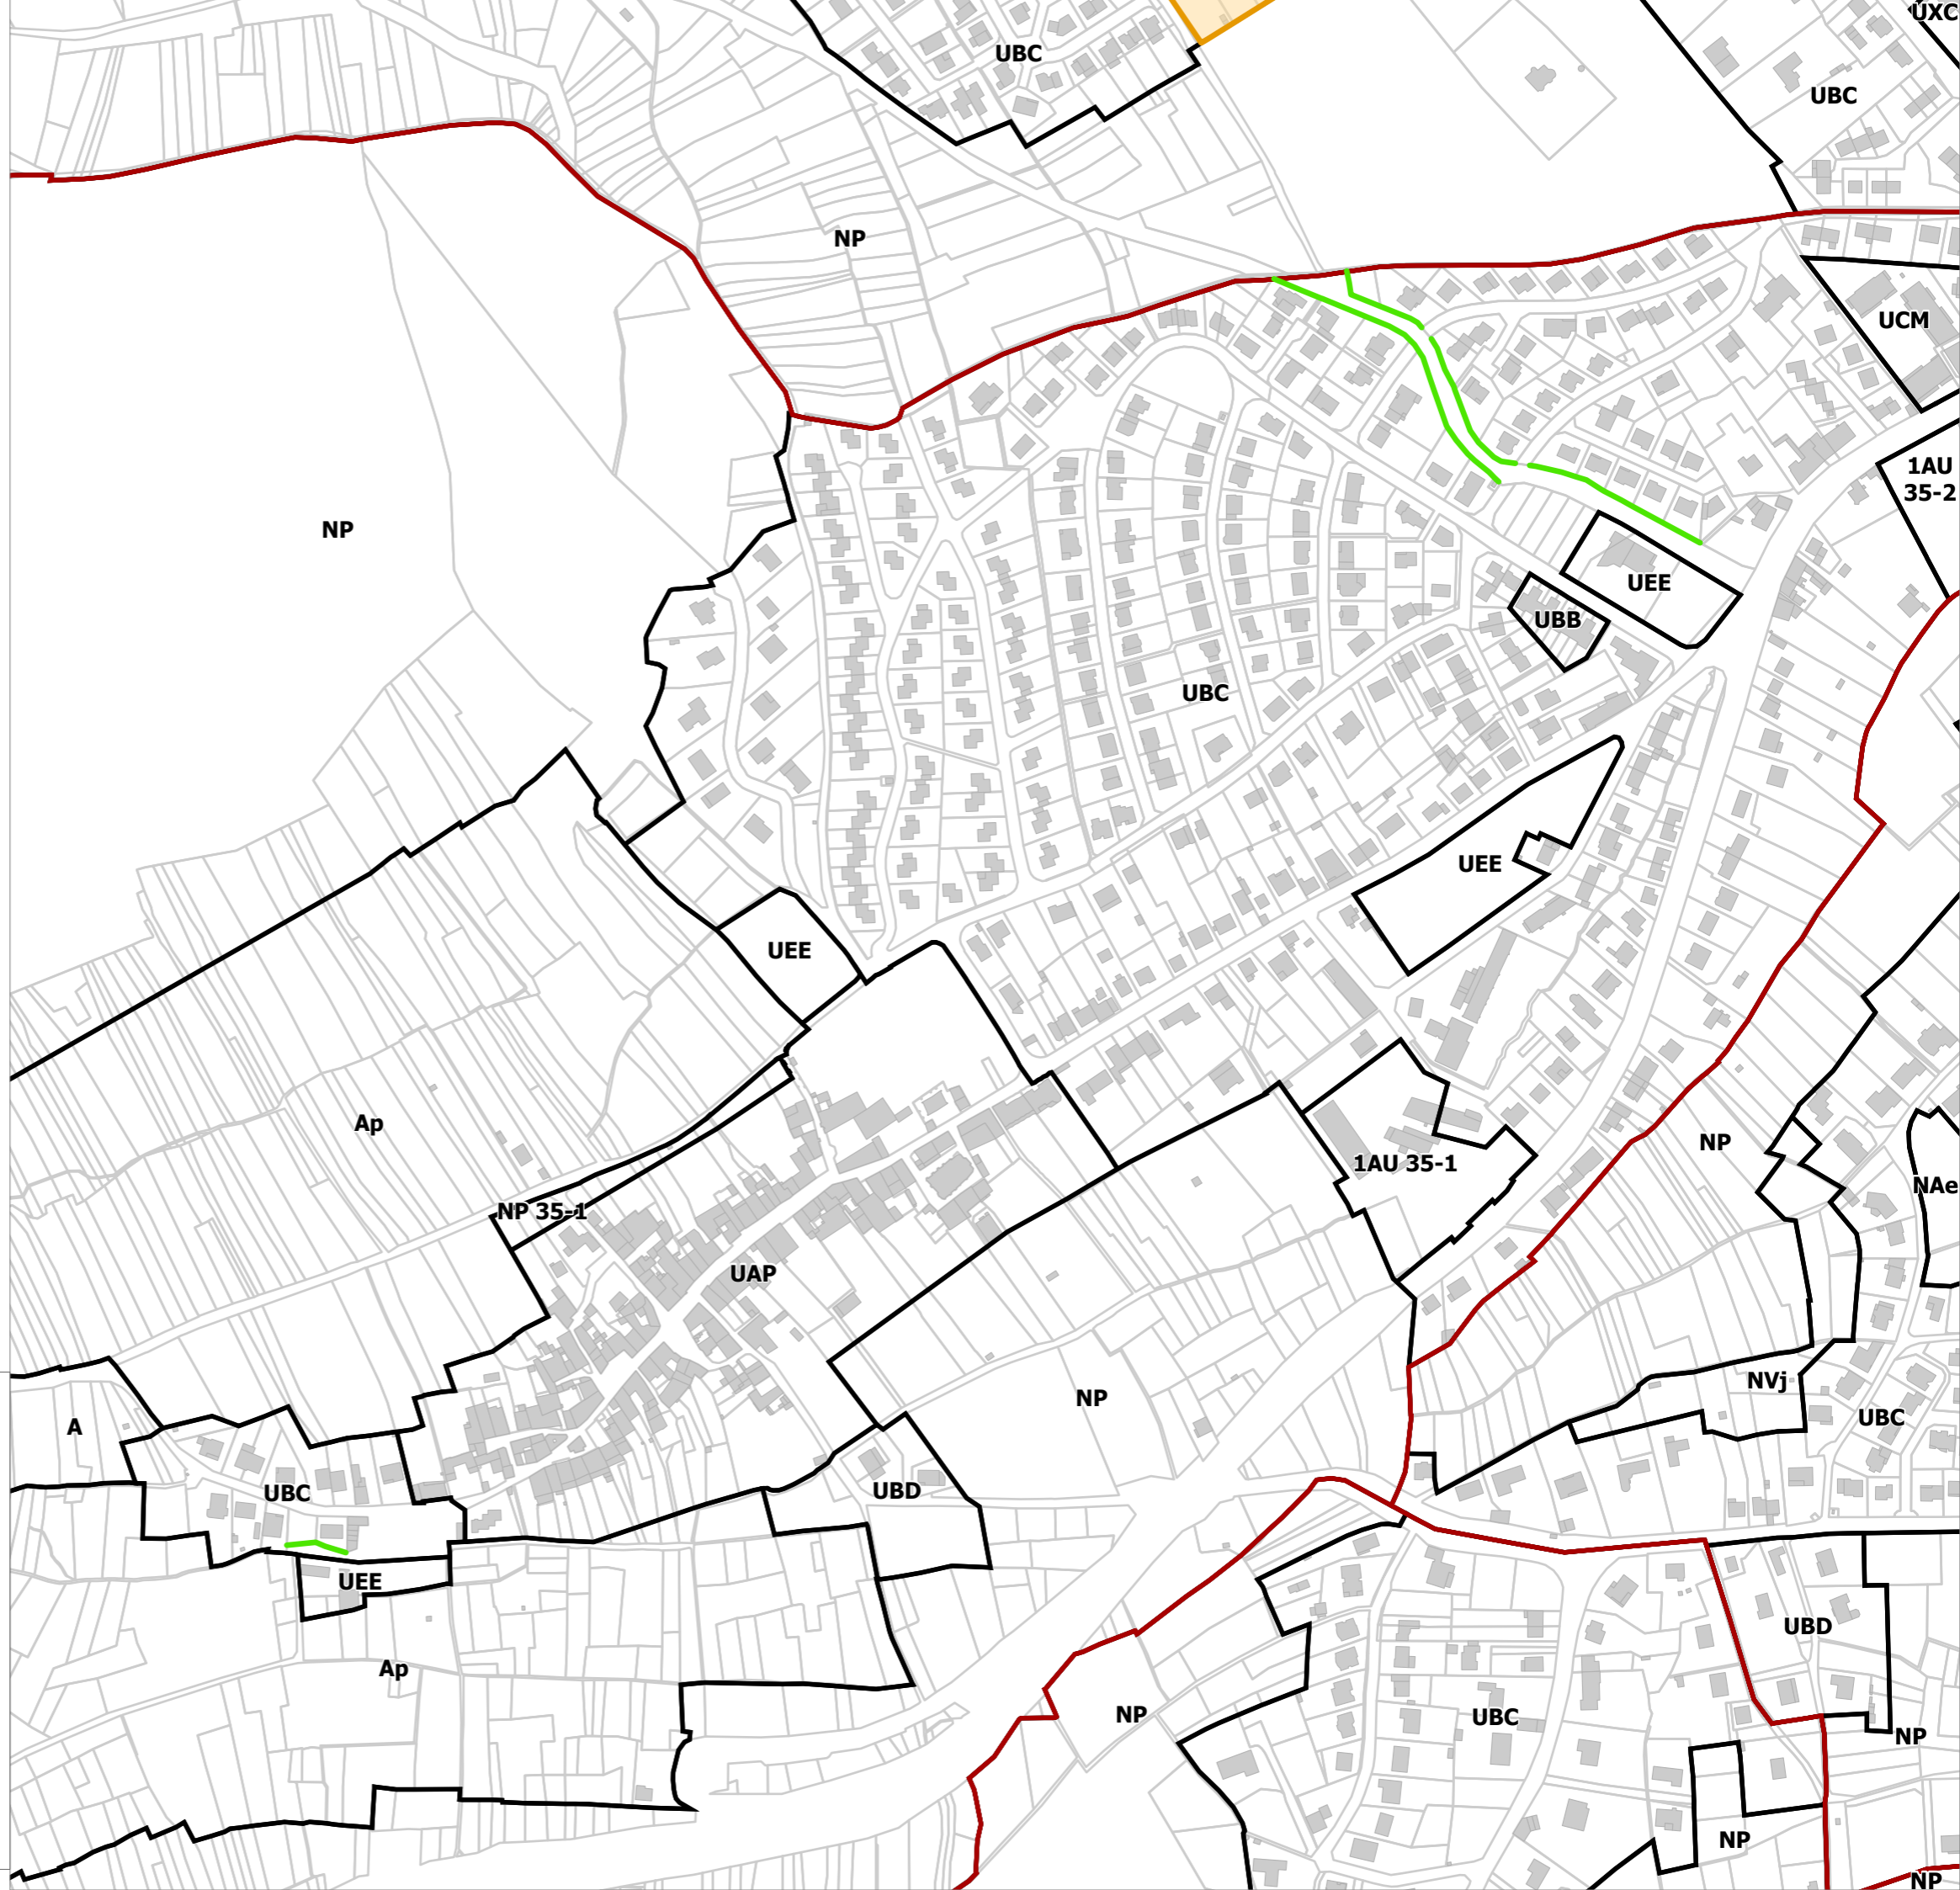 UXC
UBC
UBC
NP
UCM
1AU
35-2
NP
UEE
UBB
UBC
UEE
UEE
Ap
NP
1AU 35-1
NAe
NP 35-1
UAP
NVj
NP
UBC
A
UBD
UBC
UEE
UBD
Ap
NP
UBC
NP
NP
NP